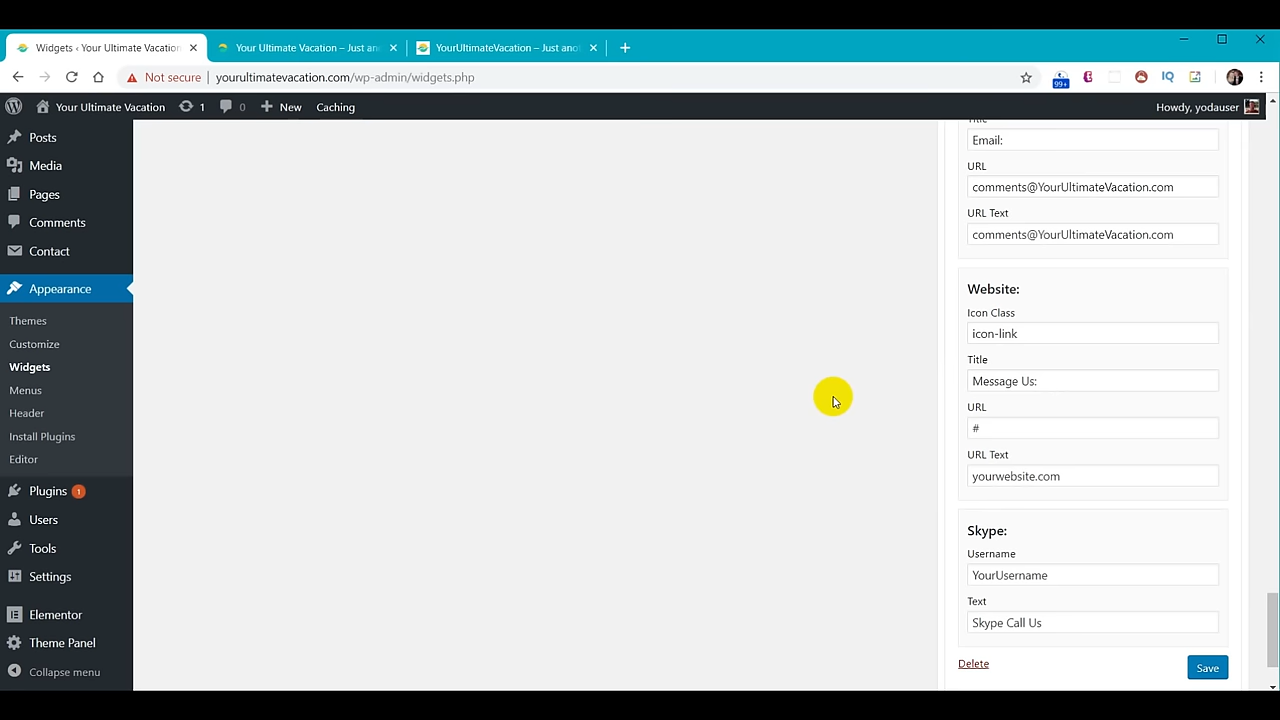 Widgets ‹ Your Ultimate Vacation
Your Ultimate Vacation – Just an
YourUltimateVacation – Just ano
Not secure
yourultimatevacation.com/wp-admin/widgets.php
99+
IQ
Your Ultimate Vacation
1
0
New
Caching
Howdy, yodauser
Posts
Media
Pages
Comments
Contact
Appearance
Themes
Customize
Widgets
Menus
Header
Install Plugins
Editor
Plugins 1
Users
Tools
Settings
Elementor
Theme Panel
Collapse menu
Title
Email:
URL
comments@YourUltimateVacation.com
URL Text
comments@YourUltimateVacation.com
Website:
Icon Class
icon-link
Title
Message Us:
URL
#
URL Text
yourwebsite.com
Skype:
Username
YourUsername
Text
Skype Call Us
Delete
Save